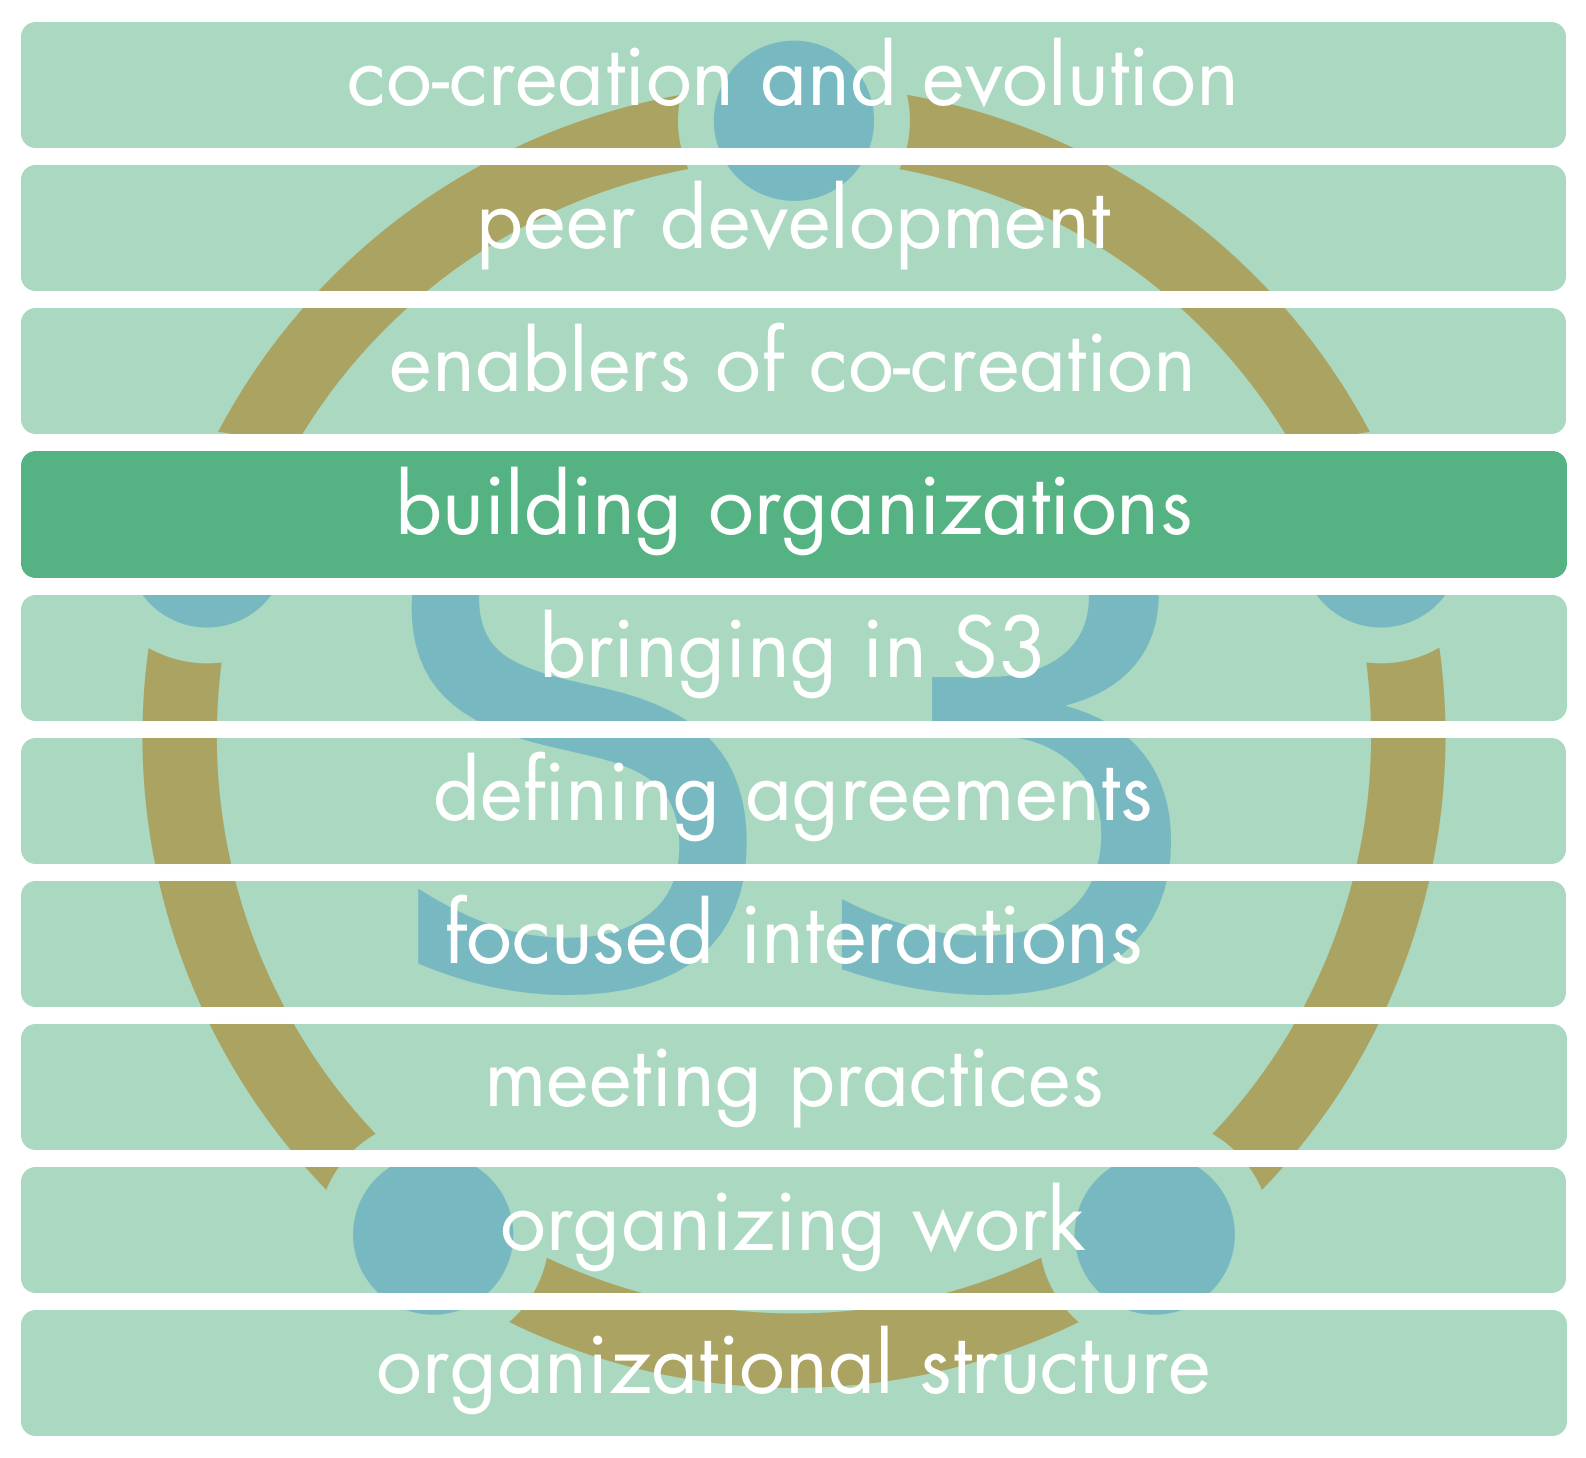 co-creation and evolution
peer development
enablers of co-creation
building organizations
bringing in S3
defining agreements
focused interactions
meeting practices
organizing work
organizational structure
S3